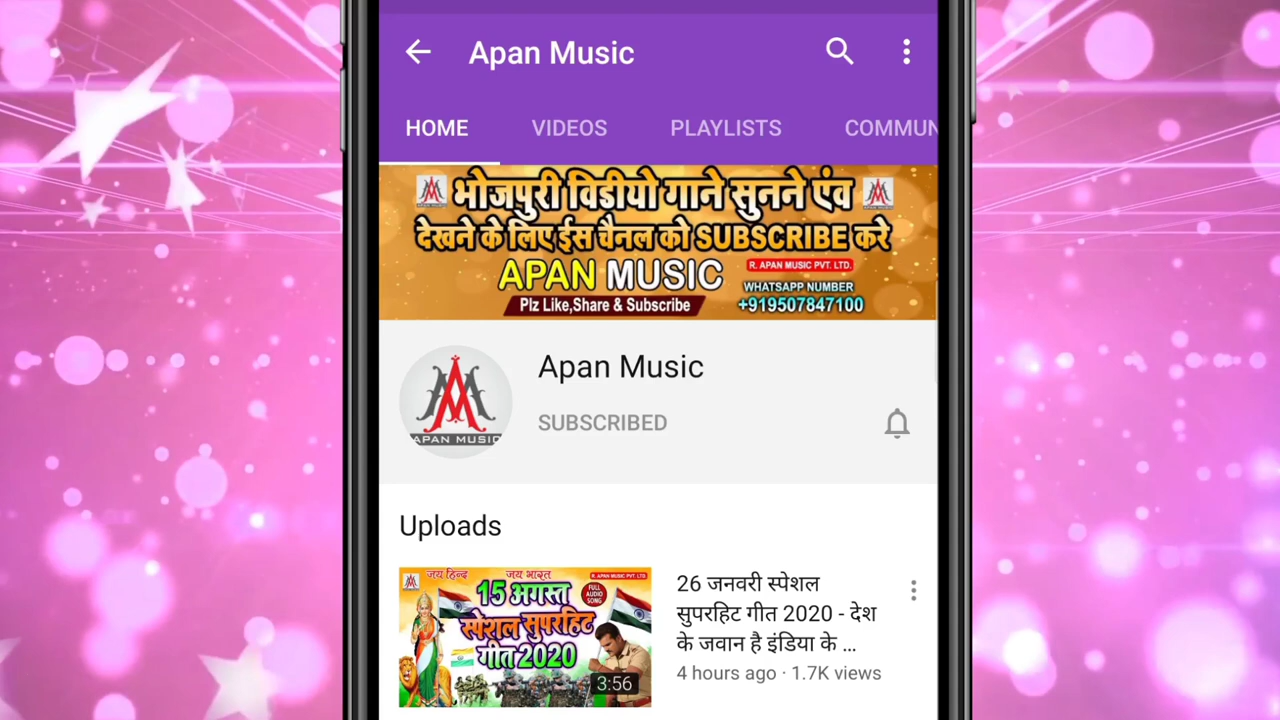 Apan Music
HOME VIDEOS PLAYLISTS COMMUN
भोजपुरी विडीयो गाने सुनने एंव
देखने के लिए ईस चैनल को SUBSCRIBE करे
APAN MUSIC
R. APAN MUSIC PVT. LTD.
Plz Like,Share & Subscribe
WHATSAPP NUMBER
+919507847100
Apan Music
SUBSCRIBED
APAN MUSIC
Uploads
जय हिन्द जय भारत
R. APAN MUSIC PVT. LTD
15 अगस्त
FULL AUDIO SONG
स्पेशल सुपरहिट
गीत 2020
3:56
26 जनवरी स्पेशल
सुपरहिट गीत 2020 - देश
के जवान है इंडिया के ...
4 hours ago · 1.7K views